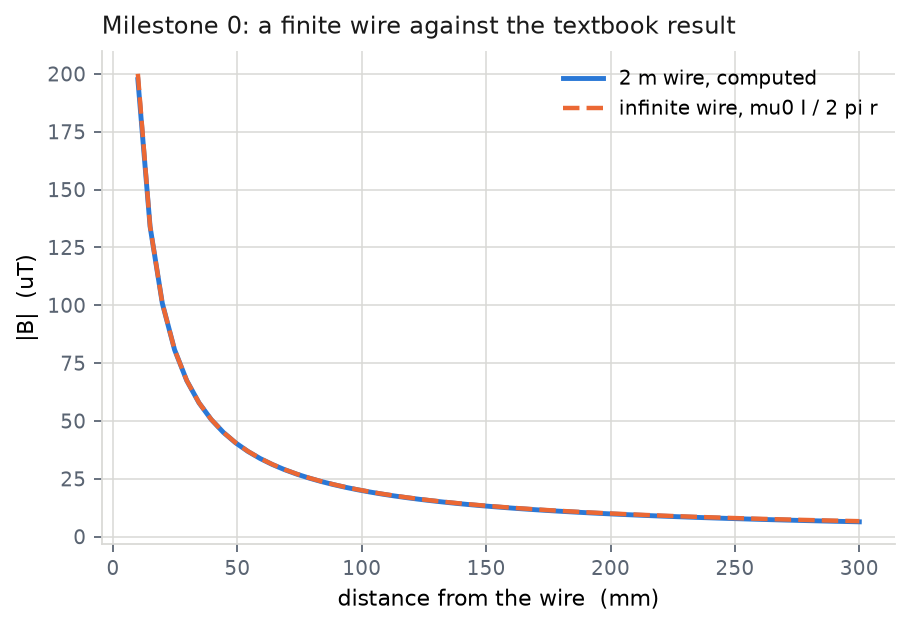 Milestone 0: a finite wire against the textbook result
2 m wire, computed
infinite wire, mu0 I / 2 pi r
|B| (uT)
200
175
150
125
100
75
50
25
0
0 50 100 150 200 250 300
distance from the wire (mm)